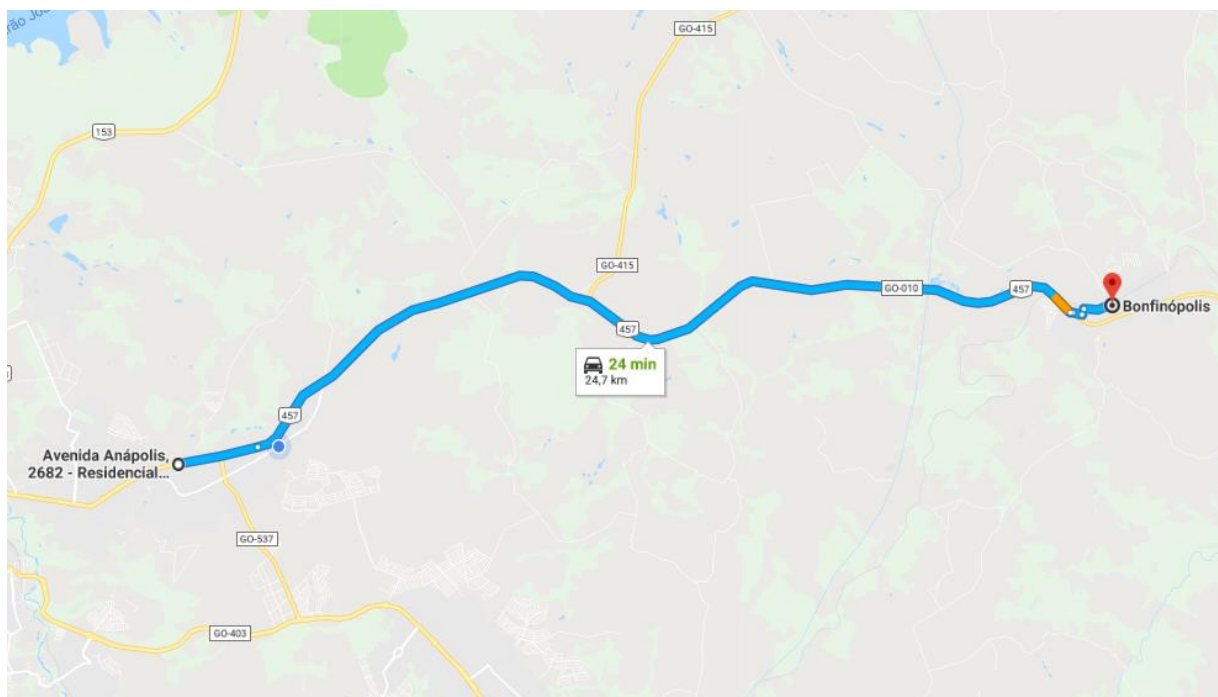 GO-415
153
GO-415
GO-010
457
Bonfinópolis
457
24 min
24,7 km
457
Avenida Anápolis,
2682 - Residencial...
GO-537
GO-403